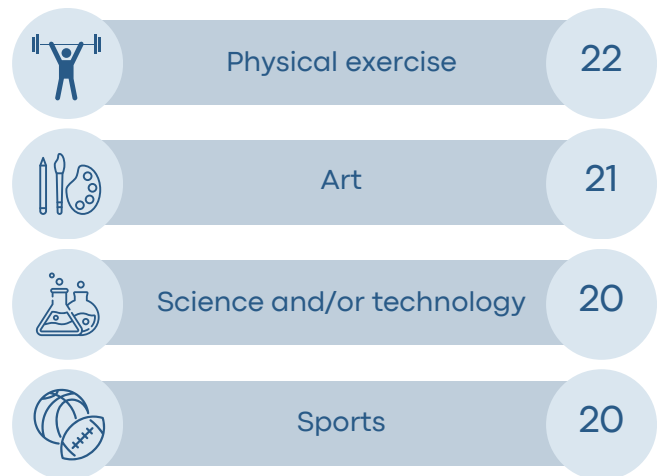 Physical exercise 22
Art 21
Science and/or technology 20
Sports 20